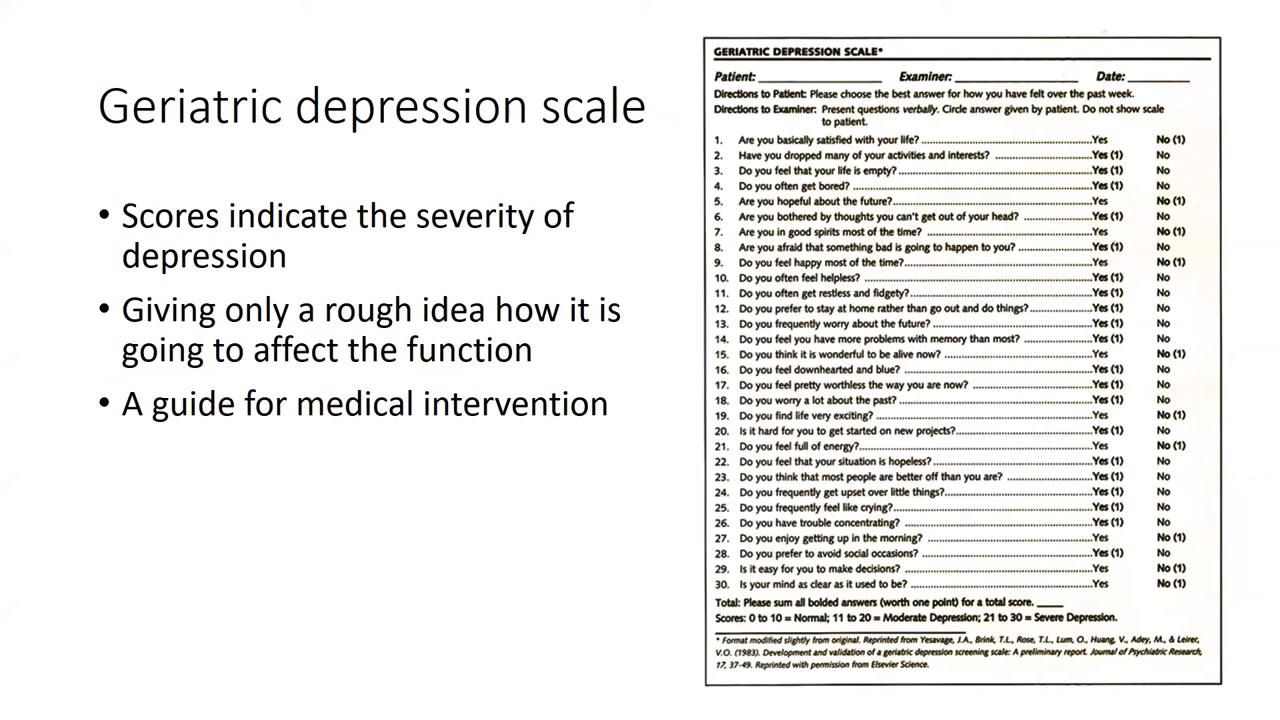 Geriatric depression scale
• Scores indicate the severity of
depression
• Giving only a rough idea how it is
going to affect the function
• A guide for medical intervention
GERIATRIC DEPRESSION SCALE*
Patient: ____________ Examiner: ____________ Date: ________
Directions to Patient: Please choose the best answer for how you have felt over the past week.
Directions to Examiner: Present questions verbally. Circle answer given by patient. Do not show scale
to patient.
1. Are you basically satisfied with your life? Yes No (1)
2. Have you dropped many of your activities and interests? Yes (1) No
3. Do you feel that your life is empty? Yes (1) No
4. Do you often get bored? Yes (1) No
5. Are you hopeful about the future? Yes No (1)
6. Are you bothered by thoughts you can't get out of your head? Yes (1) No
7. Are you in good spirits most of the time? Yes No (1)
8. Are you afraid that something bad is going to happen to you? Yes (1) No
9. Do you feel happy most of the time? Yes No (1)
10. Do you often feel helpless? Yes (1) No
11. Do you often get restless and fidgety? Yes (1) No
12. Do you prefer to stay at home rather than go out and do things? Yes (1) No
13. Do you frequently worry about the future? Yes (1) No
14. Do you feel you have more problems with memory than most? Yes (1) No
15. Do you think it is wonderful to be alive now? Yes No (1)
16. Do you feel downhearted and blue? Yes (1) No
17. Do you feel pretty worthless the way you are now? Yes (1) No
18. Do you worry a lot about the past? Yes (1) No
19. Do you find life very exciting? Yes No (1)
20. Is it hard for you to get started on new projects? Yes (1) No
21. Do you feel full of energy? Yes No (1)
22. Do you feel that your situation is hopeless? Yes (1) No
23. Do you think that most people are better off than you are? Yes (1) No
24. Do you frequently get upset over little things? Yes (1) No
25. Do you frequently feel like crying? Yes (1) No
26. Do you have trouble concentrating? Yes (1) No
27. Do you enjoy getting up in the morning? Yes No (1)
28. Do you prefer to avoid social occasions? Yes (1) No
29. Is it easy for you to make decisions? Yes No (1)
30. Is your mind as clear as it used to be? Yes No (1)
Total: Please sum all bolded answers (worth one point) for a total score. ____
Scores: 0 to 10 = Normal; 11 to 20 = Moderate Depression; 21 to 30 = Severe Depression.
* Format modified slightly from original. Reprinted from Yesavage, J.A., Brink, T.L., Rose, T.L., Lum, O., Huang, V., Adey, M., & Leirer,
V.O. (1983). Development and validation of a geriatric depression screening scale: A preliminary report. Journal of Psychiatric Research,
17, 37-49. Reprinted with permission from Elsevier Science.